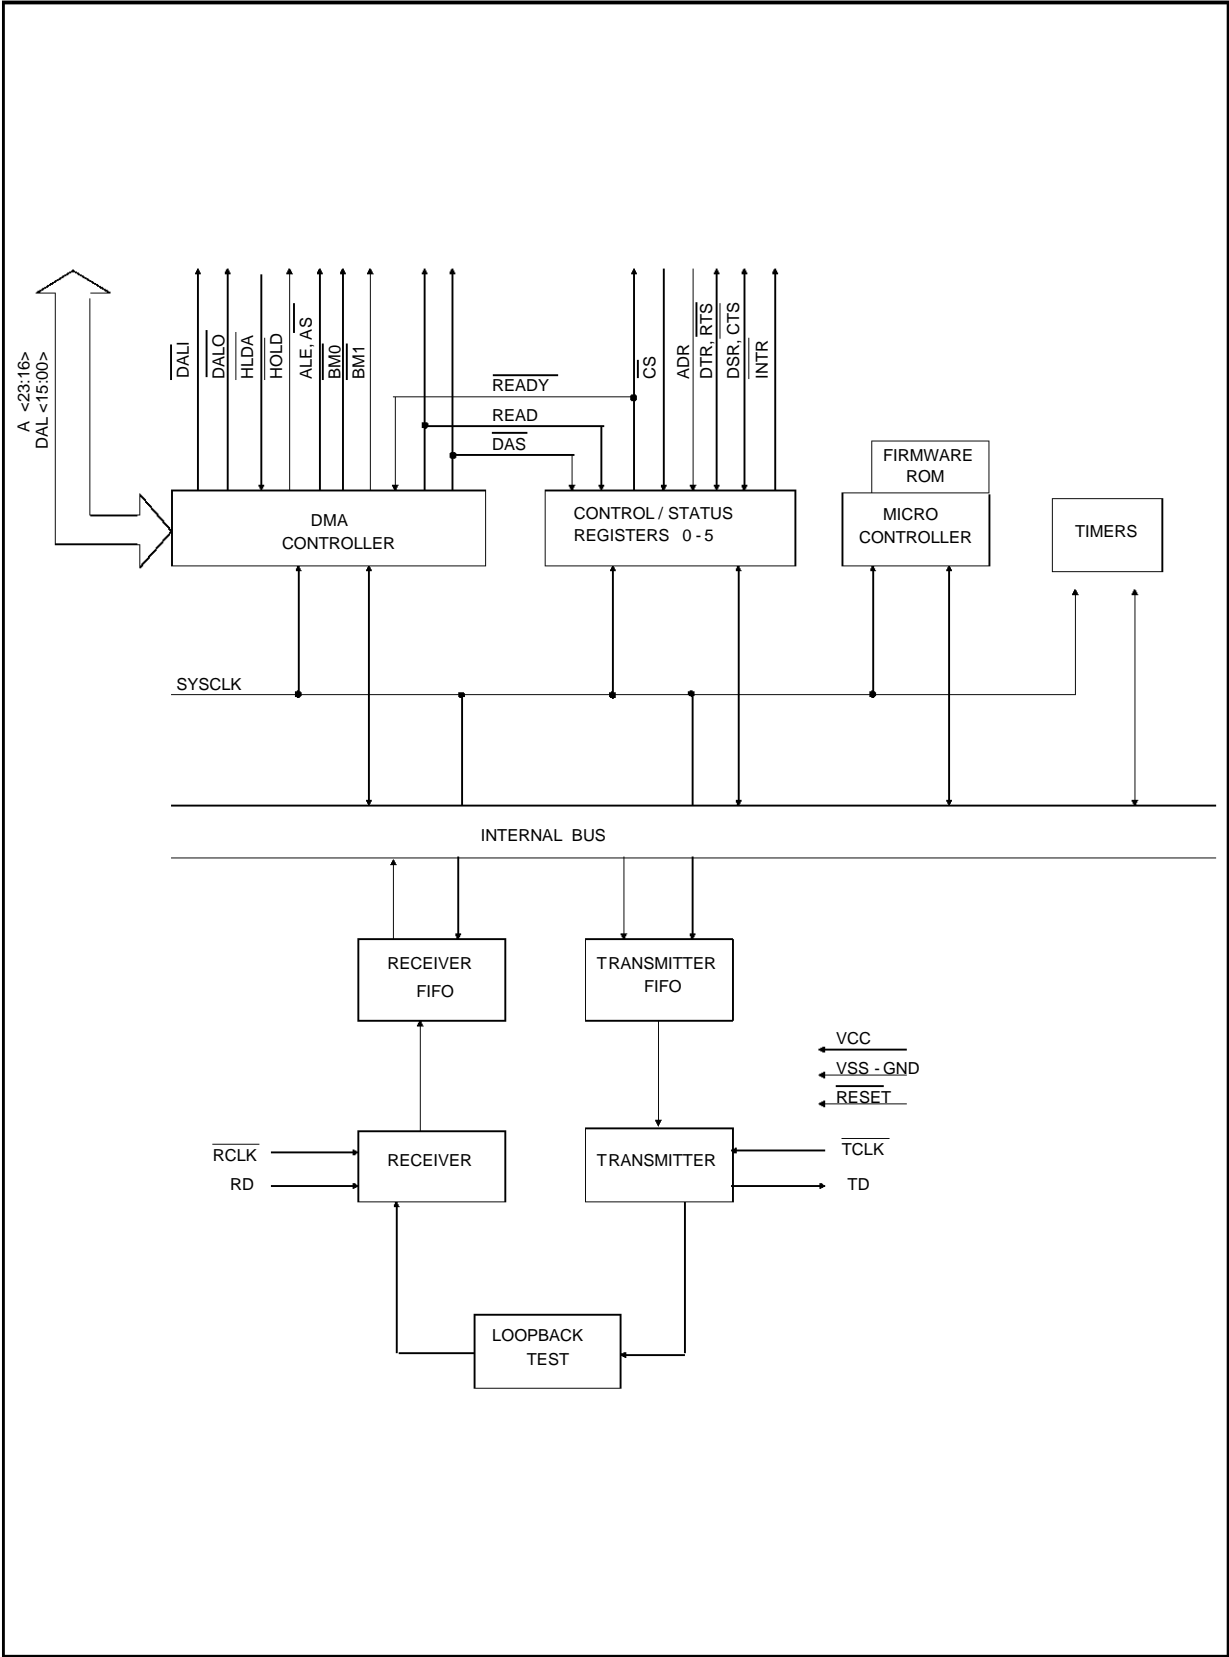 A <23:16>
DAL <15:00>
DALI
DALO
HLDA
HOLD
ALE, AS
BM0
BM1
READY
READ
DAS
CS
ADR
DTR, RTS
DSR, CTS
INTR
DMA
CONTROLLER
CONTROL / STATUS
REGISTERS 0 - 5
FIRMWARE
ROM
MICRO
CONTROLLER
TIMERS
SYSCLK
INTERNAL BUS
RECEIVER
FIFO
TRANSMITTER
FIFO
VCC
VSS - GND
RESET
RCLK
RD
RECEIVER
TRANSMITTER
TCLK
TD
LOOPBACK
TEST